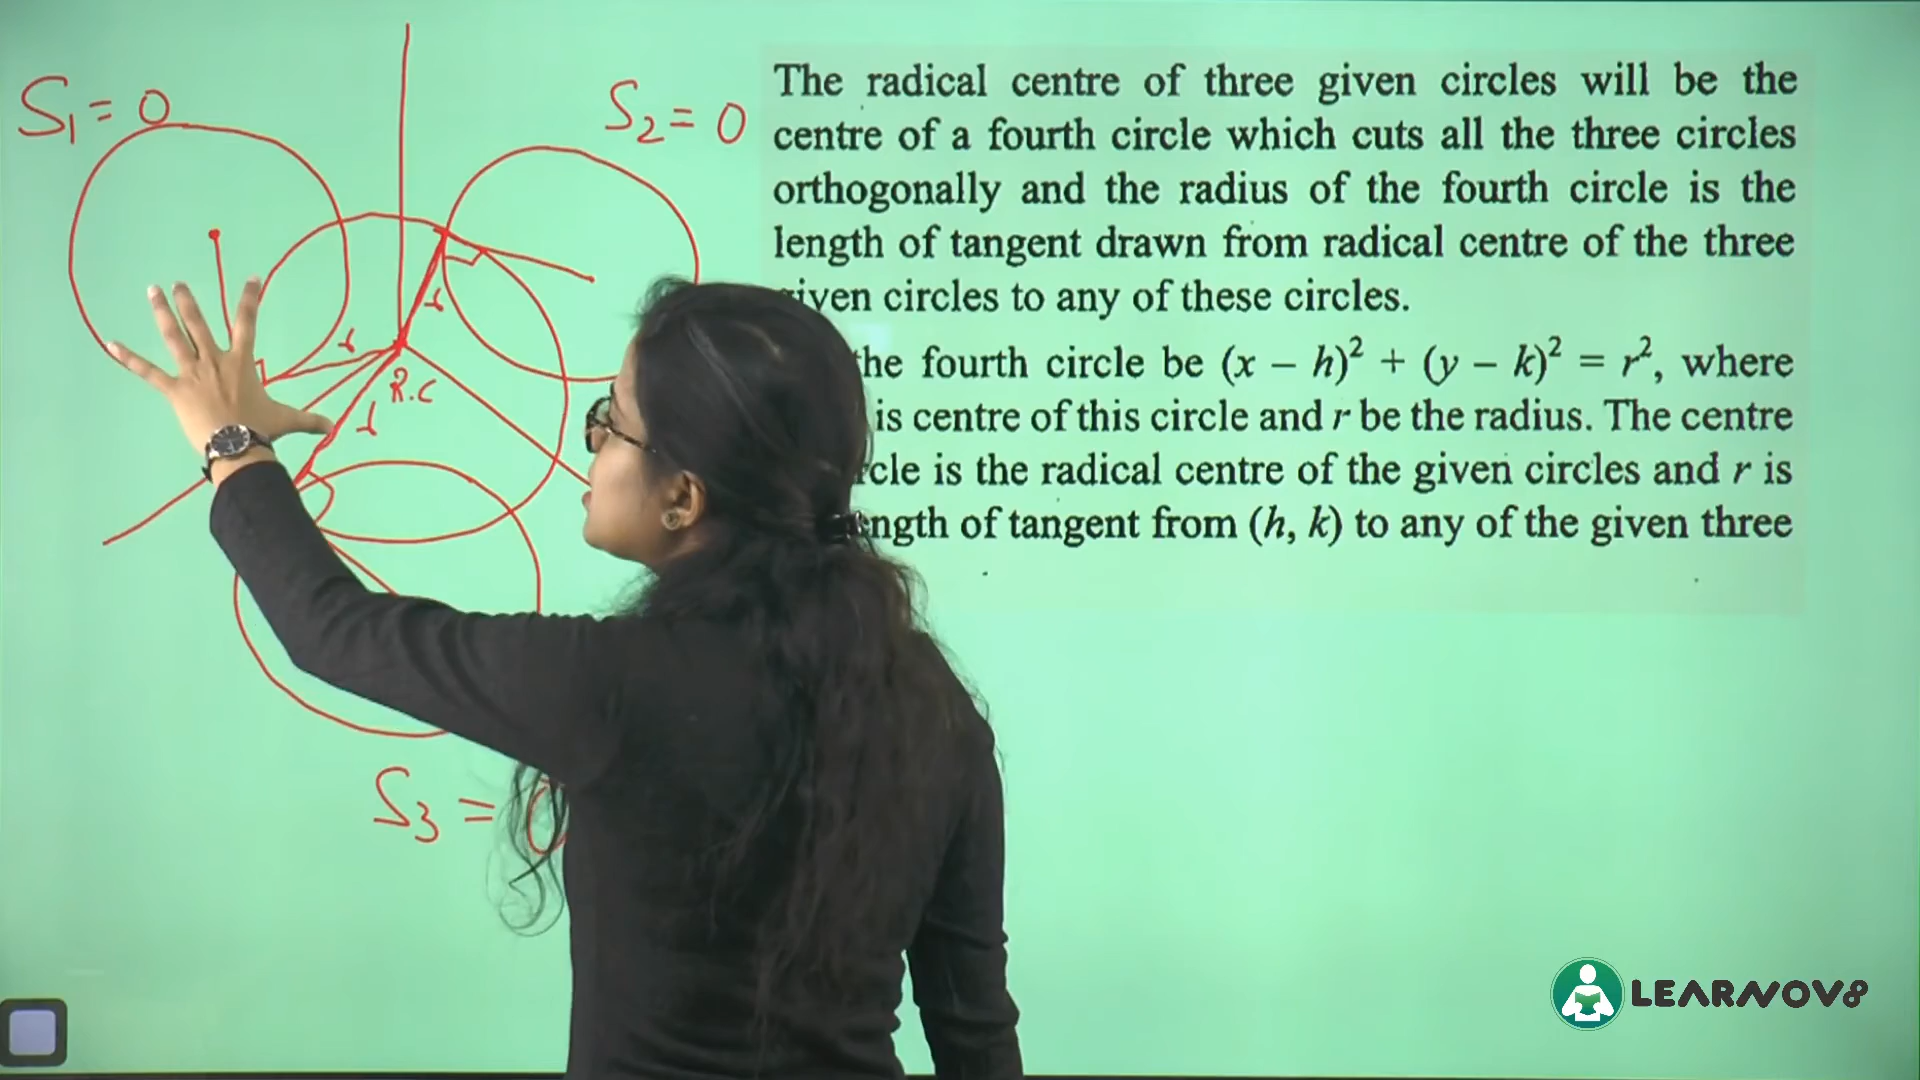 S₁ = 0
S₂ = 0
The radical centre of three given circles will be the
centre of a fourth circle which cuts all the three circles
orthogonally and the radius of the fourth circle is the
length of tangent drawn from radical centre of the three
given circles to any of these circles.
the fourth circle be (x − h)² + (y − k)² = r², where
is centre of this circle and r be the radius. The centre
is the radical centre of the given circles and r is
of tangent from (h, k) to any of the given three
R.C
S₃ =
LEARNOV8